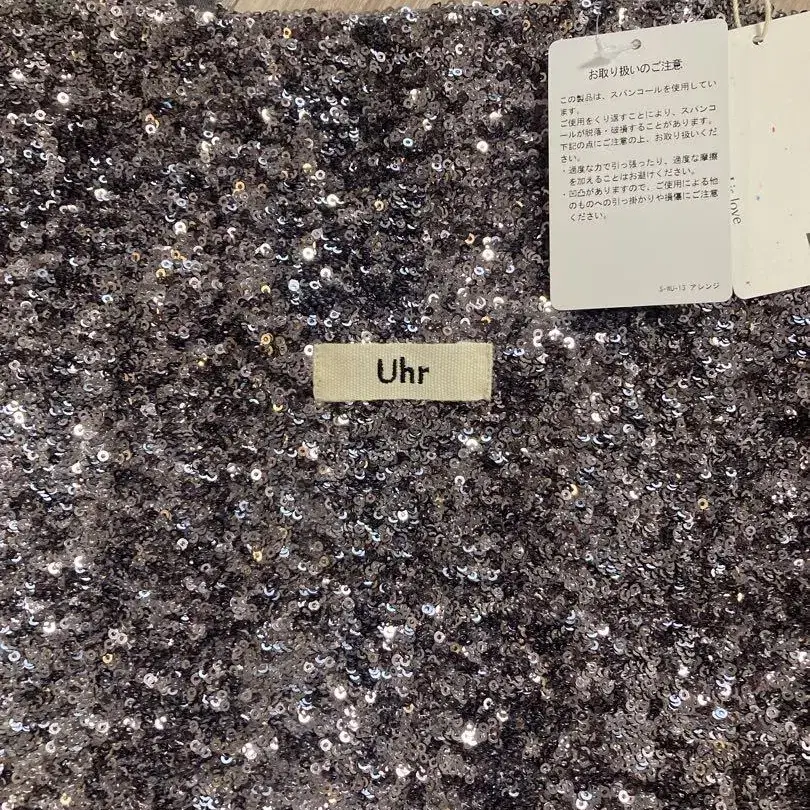 お取り扱いのご注意
この製品は、スパンコールを使用してい
ます。
ご使用をくり返すことにより、スパンコ
ールが脱落・破損することがあります。
下記の点にご注意の上、お取り扱いくだ
さい。
・過度な力で引っ張ったり、過度な摩擦
を加えることはお避けください。
・凹凸がありますので、ご使用による他
のものへの引っ掛かりや損傷にご注意
ください。
S-WU-13 アレンジ
love
Uhr